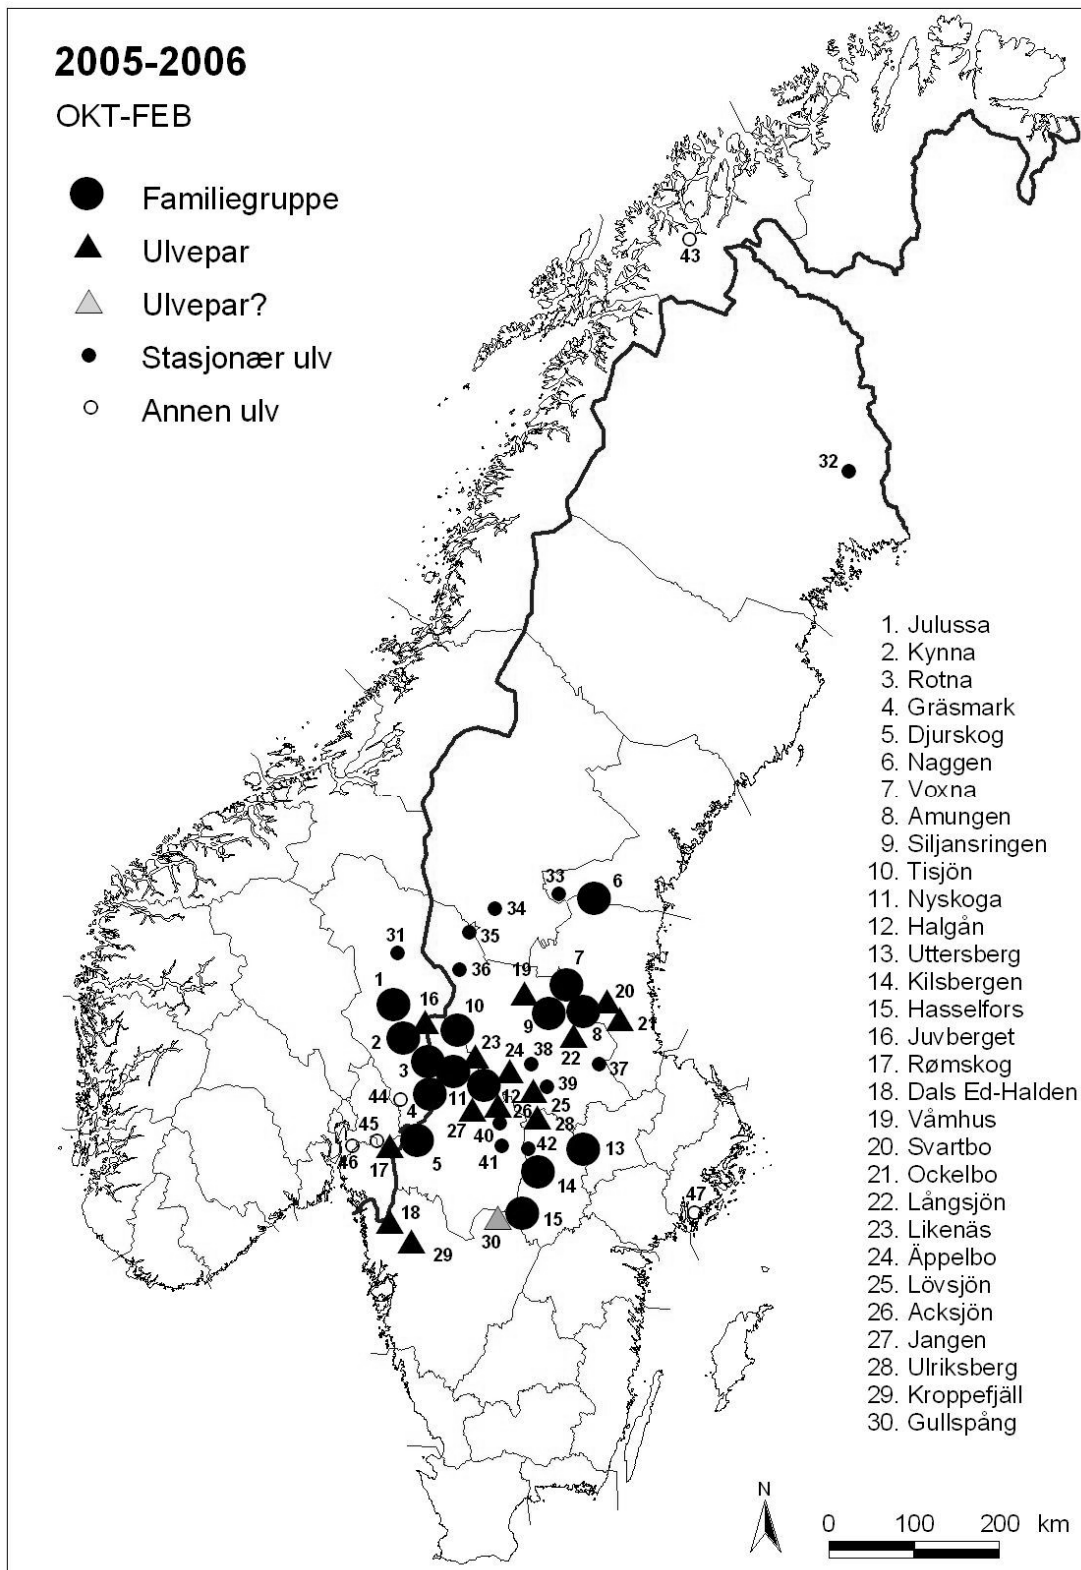 2005-2006
OKT-FEB
Familiegruppe
Ulvepar
Ulvepar?
Stasjonær ulv
Annen ulv
43
32
1. Julussa
2. Kynna
3. Rotna
4. Gräsmark
5. Djurskog
6. Naggen
7. Voxna
8. Amungen
9. Siljansringen
10. Tisjön
11. Nyskoga
12. Halgån
13. Uttersberg
14. Kilsbergen
15. Hasselfors
16. Juvberget
17. Rømskog
18. Dals Ed-Halden
19. Våmhus
20. Svartbo
21. Ockelbo
22. Långsjön
23. Likenäs
24. Äppelbo
25. Lövsjön
26. Acksjön
27. Jangen
28. Ulriksberg
29. Kroppefjäll
30. Gullspång
33 6
34
35
31
36
19 7
1
16 10 20
9 8 21
2 22
23
3 24 38 37
39
44 4 11 12 25
27 26 28
45 40
46 17 5 41 42 13
14
47
18 30 15
29
N
0 100 200 km